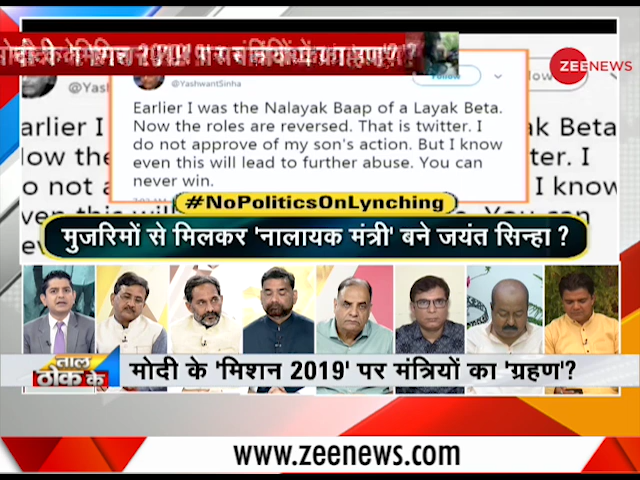 ZEENEWS
@YashwantSinha
Follow
Earlier I was the Nalayak Baap of a Layak Beta.
Now the roles are reversed. That is twitter. I
do not approve of my son's action. But I know
even this will lead to further abuse. You can
never win.
#NoPoliticsOnLynching
मुजरिमों से मिलकर 'नालायक मंत्री' बने जयंत सिन्हा ?
ताल
ठोक के
मोदी के 'मिशन 2019' पर मंत्रियों का 'ग्रहण'?
www.zeenews.com